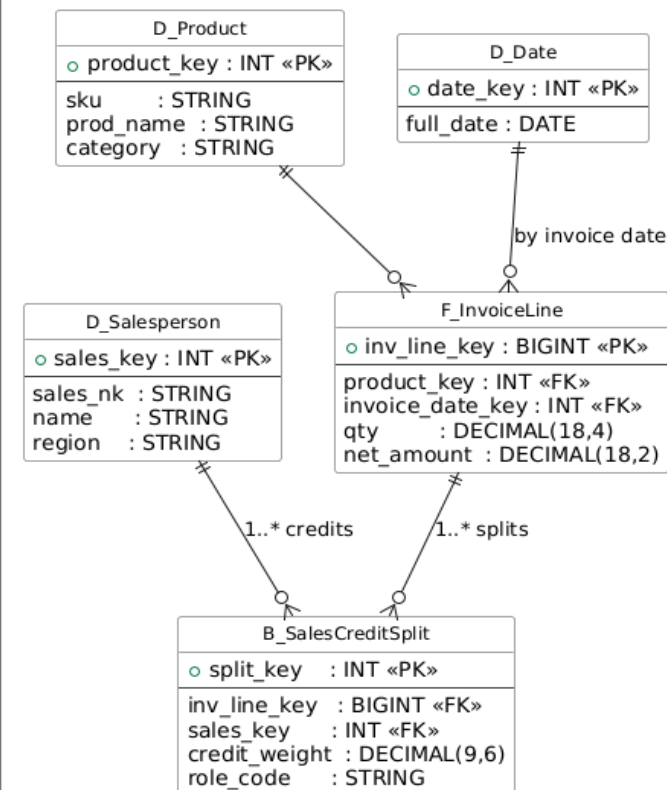 D_Product
product_key : INT «PK»
sku : STRING
prod_name : STRING
category : STRING
D_Date
date_key : INT «PK»
full_date : DATE
by invoice date
D_Salesperson
sales_key : INT «PK»
sales_nk : STRING
name : STRING
region : STRING
F_InvoiceLine
inv_line_key : BIGINT «PK»
product_key : INT «FK»
invoice_date_key : INT «FK»
qty : DECIMAL(18,4)
net_amount : DECIMAL(18,2)
1..* credits
1..* splits
B_SalesCreditSplit
split_key : INT «PK»
inv_line_key : BIGINT «FK»
sales_key : INT «FK»
credit_weight : DECIMAL(9,6)
role_code : STRING